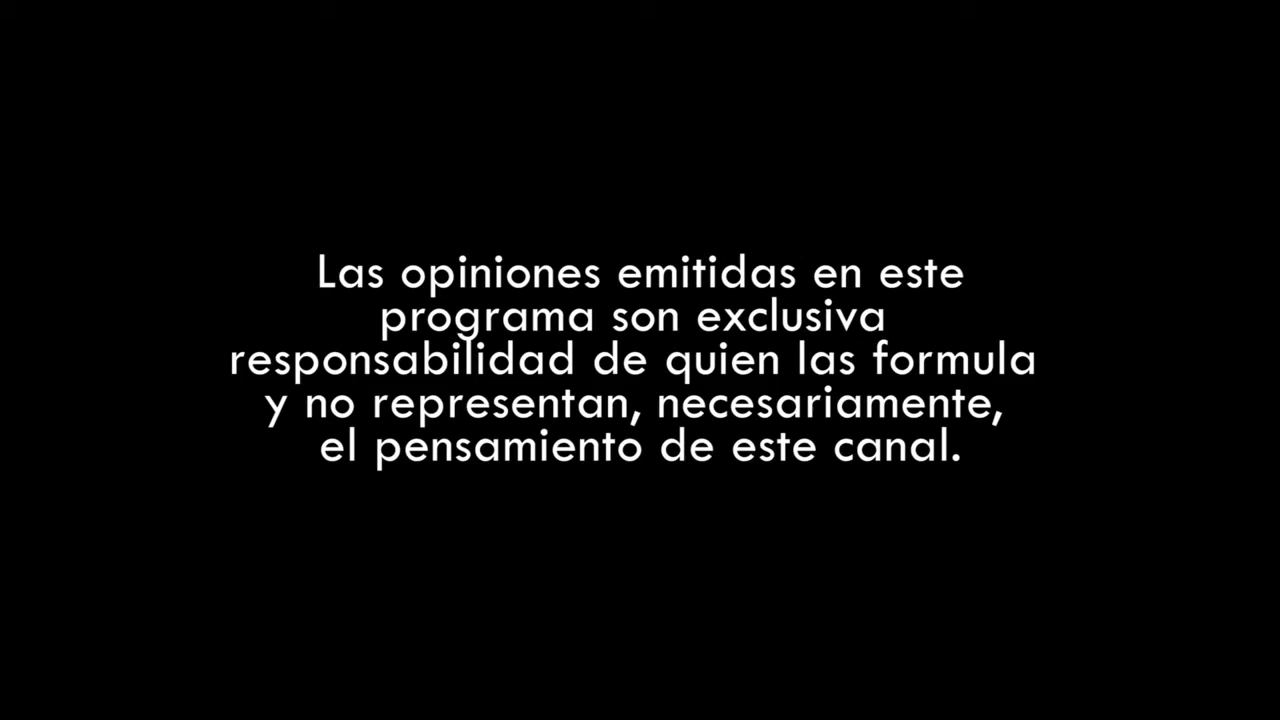 Las opiniones emitidas en este
programa son exclusiva
responsabilidad de quien las formula
y no representan, necesariamente,
el pensamiento de este canal.